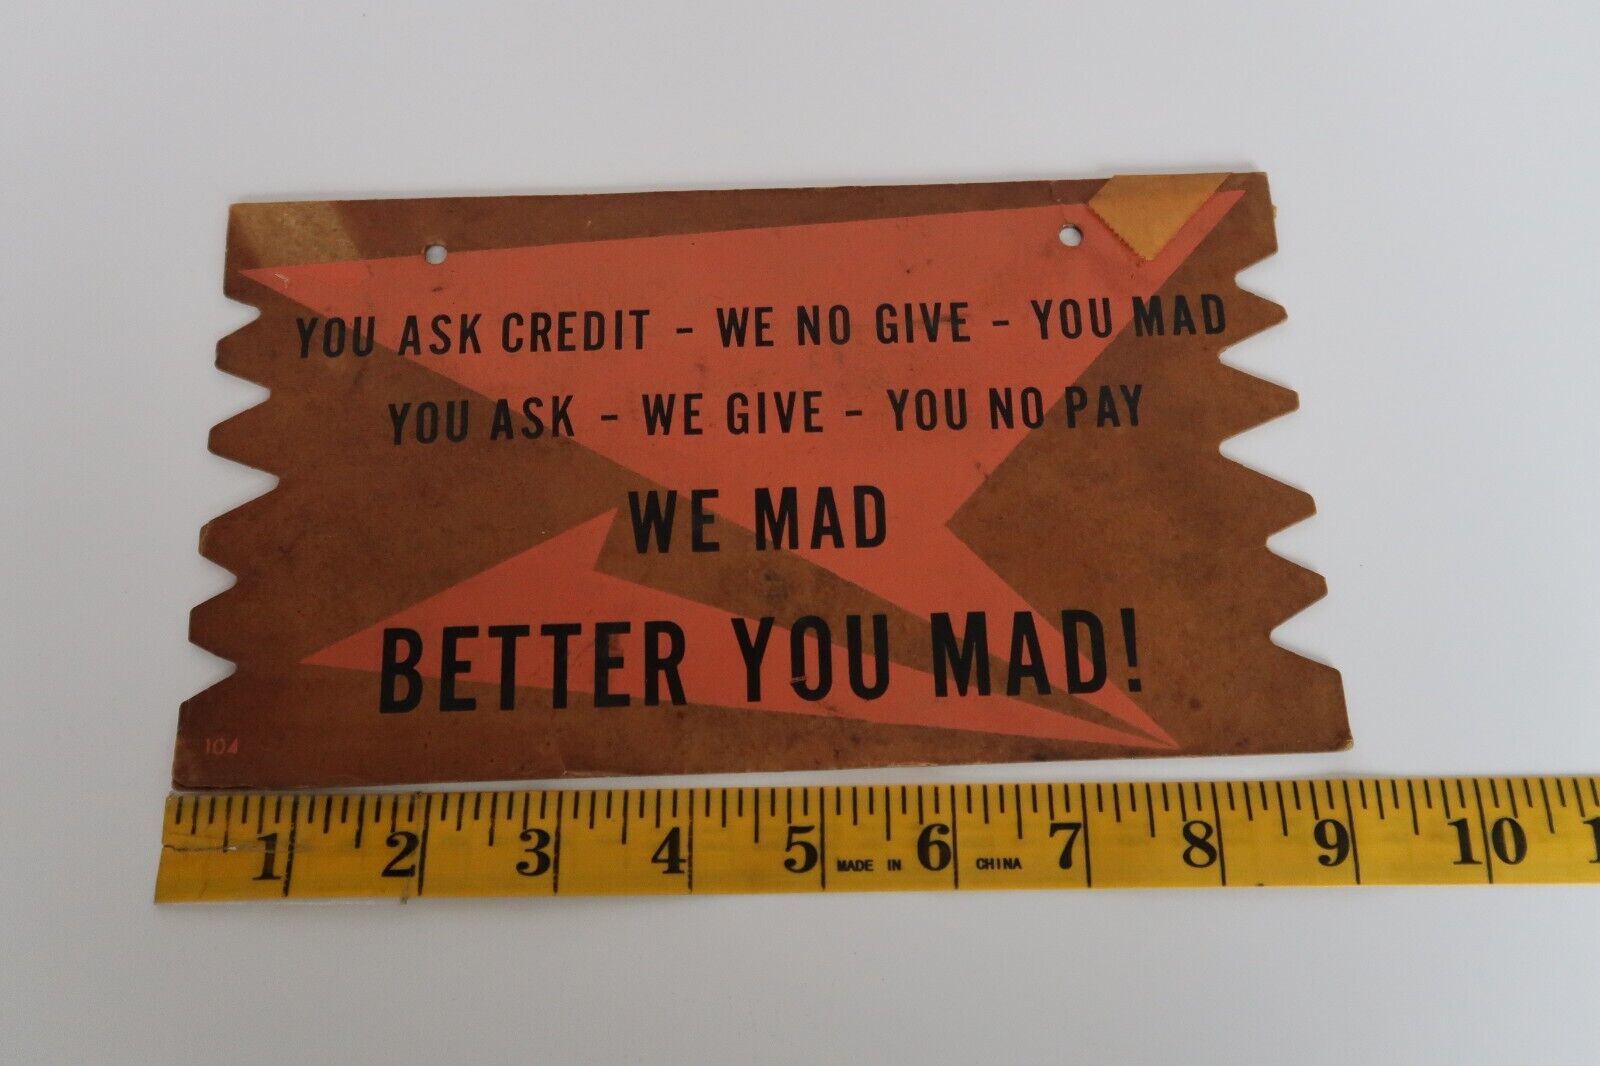 YOU ASK CREDIT - WE NO GIVE - YOU MAD
YOU ASK - WE GIVE - YOU NO PAY
WE MAD
BETTER YOU MAD!
104
1 2 3 4 5 MADE IN 6 CHINA 7 8 9 10 1